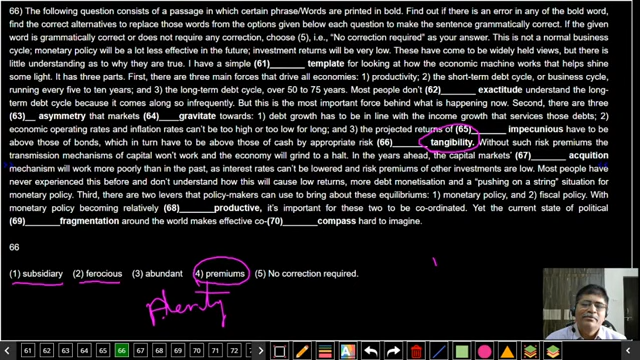 66) The following question consists of a passage in which certain phrase/Words are printed in bold. Find out if there is an error in any of the bold word,
find the correct alternatives to replace those words from the options given below each question to make the sentence grammatically correct. If the given
word is grammatically correct or does not require any correction, choose (5), i.e., "No correction required" as your answer. This is not a normal business
cycle; monetary policy will be a lot less effective in the future; investment returns will be very low. These have come to be widely held views, but there
is little understanding as to why they are true. I have a simple (61)_______ template for looking at how the economic machine works that helps shine
some light. It has three parts. First, there are three main forces that drive all economies: 1) productivity; 2) the short-term debt cycle, or business cycle,
running every five to ten years; and 3) the long-term debt cycle, over 50 to 75 years. Most people don't (62)_______ exactitude understand the long-
term debt cycle because it comes along so infrequently. But this is the most important force behind what is happening now. Second, there are three
(63)__ asymmetry that markets (64)_______ gravitate towards: 1) debt growth has to be in line with the income growth that services those debts; 2)
economic operating rates and inflation rates can't be too high or too low for long; and 3) the projected returns of (65)_______ impecunious have to be
above those of bonds, which in turn have to be above those of cash by appropriate risk (66) _______ tangibility. Without such risk premiums the
transmission mechanisms of capital won't work and the economy will grind to a halt. In the years ahead, the capital markets' (67)_______ acquition
mechanism will work more poorly than in the past, as interest rates can't be lowered and risk premiums of other investments are low. Most people have
never experienced this before and don't understand how this will cause low returns, more debt monetisation and a "pushing on a string" situation for
monetary policy. Third, there are two levers that policy-makers can use to bring about these equilibriums: 1) monetary policy, and 2) fiscal policy. With
monetary policy becoming relatively (68)_______ productive, it's important for these two to be co-ordinated. Yet the current state of political
(69)_______ fragmentation around the world makes effective co-(70)_______ compass hard to imagine.
66
(1) subsidiary (2) ferocious (3) abundant (4) premiums (5) No correction required.
plenty
61 62 63 64 65 66 67 68 69 70 71 72 73 74 75